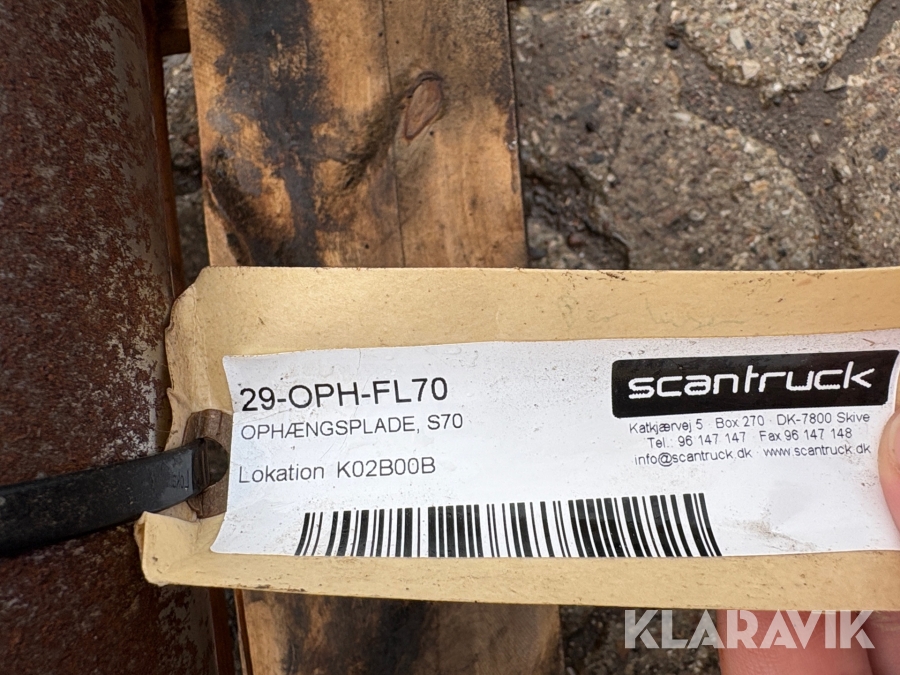 29-OPH-FL70
OPHÆNGSPLADE, S70
Lokation K02B00B
scantruck
Katkjærvej 5 Box 270 · DK-7800 Skive
Tel.: 96 147 147 Fax 96 147 148
info@scantruck.dk · www.scantruck.dk
KLARAVIK